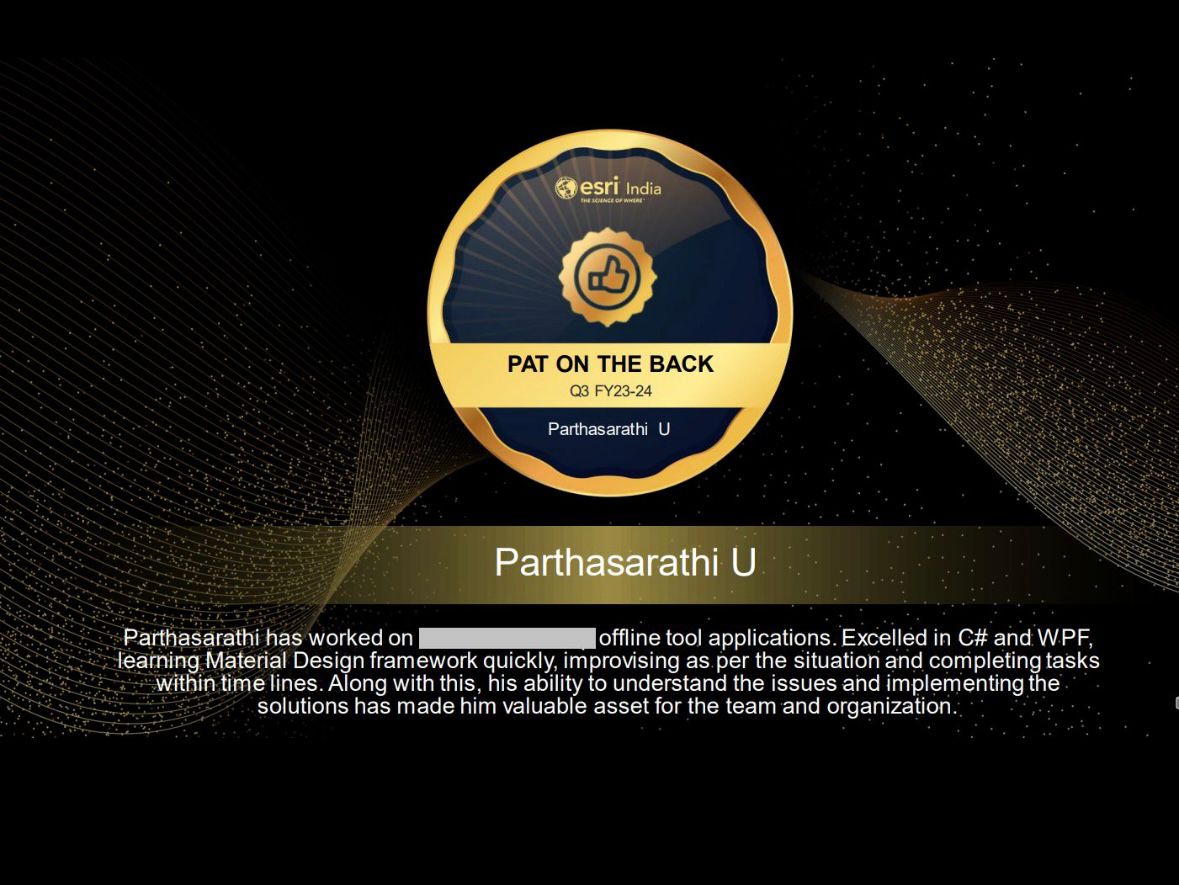 esri India
THE SCIENCE OF WHERE™
PAT ON THE BACK
Q3 FY23-24
Parthasarathi U
Parthasarathi U
Parthasarathi has worked on offline tool applications. Excelled in C# and WPF,
learning Material Design framework quickly, improvising as per the situation and completing tasks
within time lines. Along with this, his ability to understand the issues and implementing the
solutions has made him valuable asset for the team and organization.